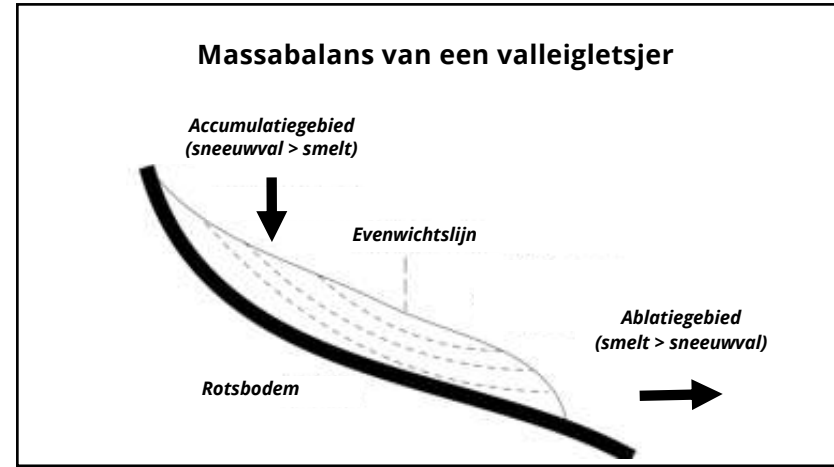 Massabalans van een valleigletsjer
Accumulatiegebied
(sneeuwval > smelt)
Evenwichtslijn
Ablatiegebied
(smelt > sneeuwval)
Rotsbodem